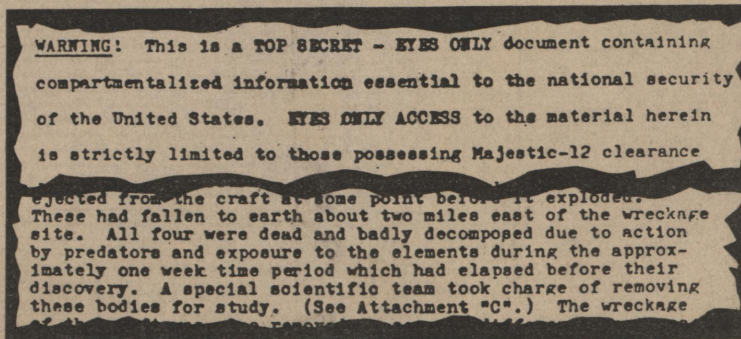 WARNING! This is a TOP SECRET - EYES ONLY document containing
compartmentalized information essential to the national security
of the United States. EYES ONLY ACCESS to the material herein
is strictly limited to those possessing Majestic-12 clearance
ejected from the craft at some point before it exploded.
These had fallen to earth about two miles east of the wreckage
site. All four were dead and badly decomposed due to action
by predators and exposure to the elements during the approx-
imately one week time period which had elapsed before their
discovery. A special scientific team took charge of removing
these bodies for study. (See Attachment "C".) The wreckage